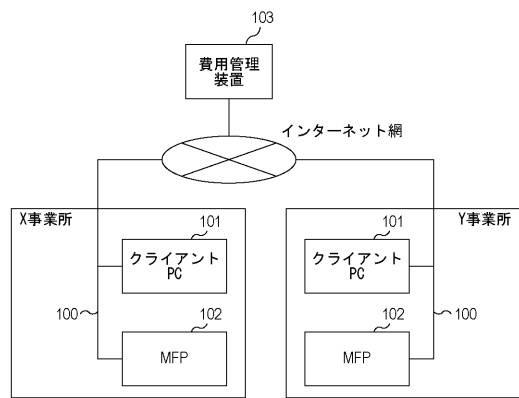 103
費用管理
装置
インターネット網
X事業所
101
クライアント
PC
100
102
MFP
Y事業所
101
クライアント
PC
102
100
MFP